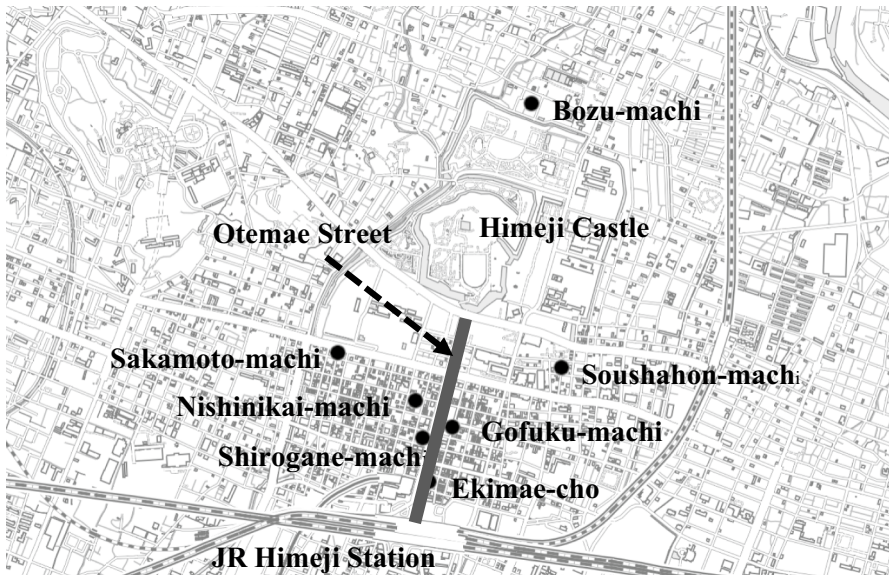 Bozu-machi
Himeji Castle
Otemae Street
Sakamoto-machi
Soushahon-machi
Nishinikai-machi
Gofuku-machi
Shirogane-machi
Ekimae-cho
JR Himeji Station